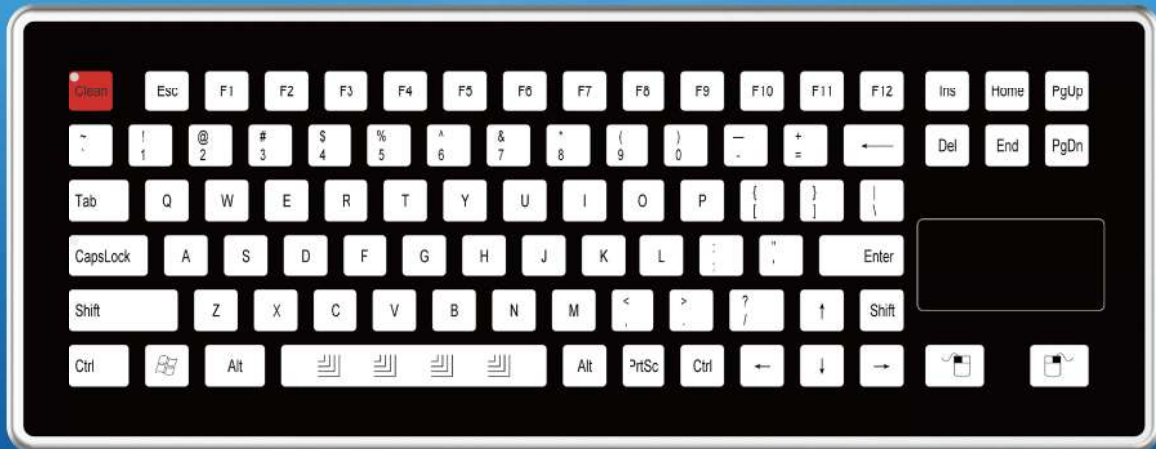 Clean Esc F1 F2 F3 F4 F5 F6 F7 F8 F9 F10 F11 F12 Ins Home PgUp
~ ! @ # $ % ^ & * ( ) — +
` 1 2 3 4 5 6 7 8 9 0 - = ← Del End PgDn
Tab Q W E R T Y U I O P { } |
[ ] \
CapsLock A S D F G H J K L : "
; ' Enter
Shift Z X C V B N M < > ? ↑ Shift
, . /
Ctrl Alt Alt PrtSc Ctrl ← ↓ →